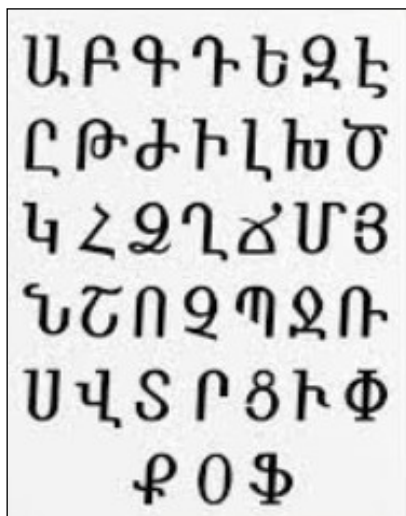 Ա Բ Գ Դ Ե Զ Է
Ը Թ Ժ Ի Լ Խ Ծ
Կ Հ Ձ Ղ Ճ Մ Յ
Ն Շ Ո Չ Պ Ջ Ռ
Ս Վ Տ Ր Ց Ւ Փ
Ք Օ Ֆ